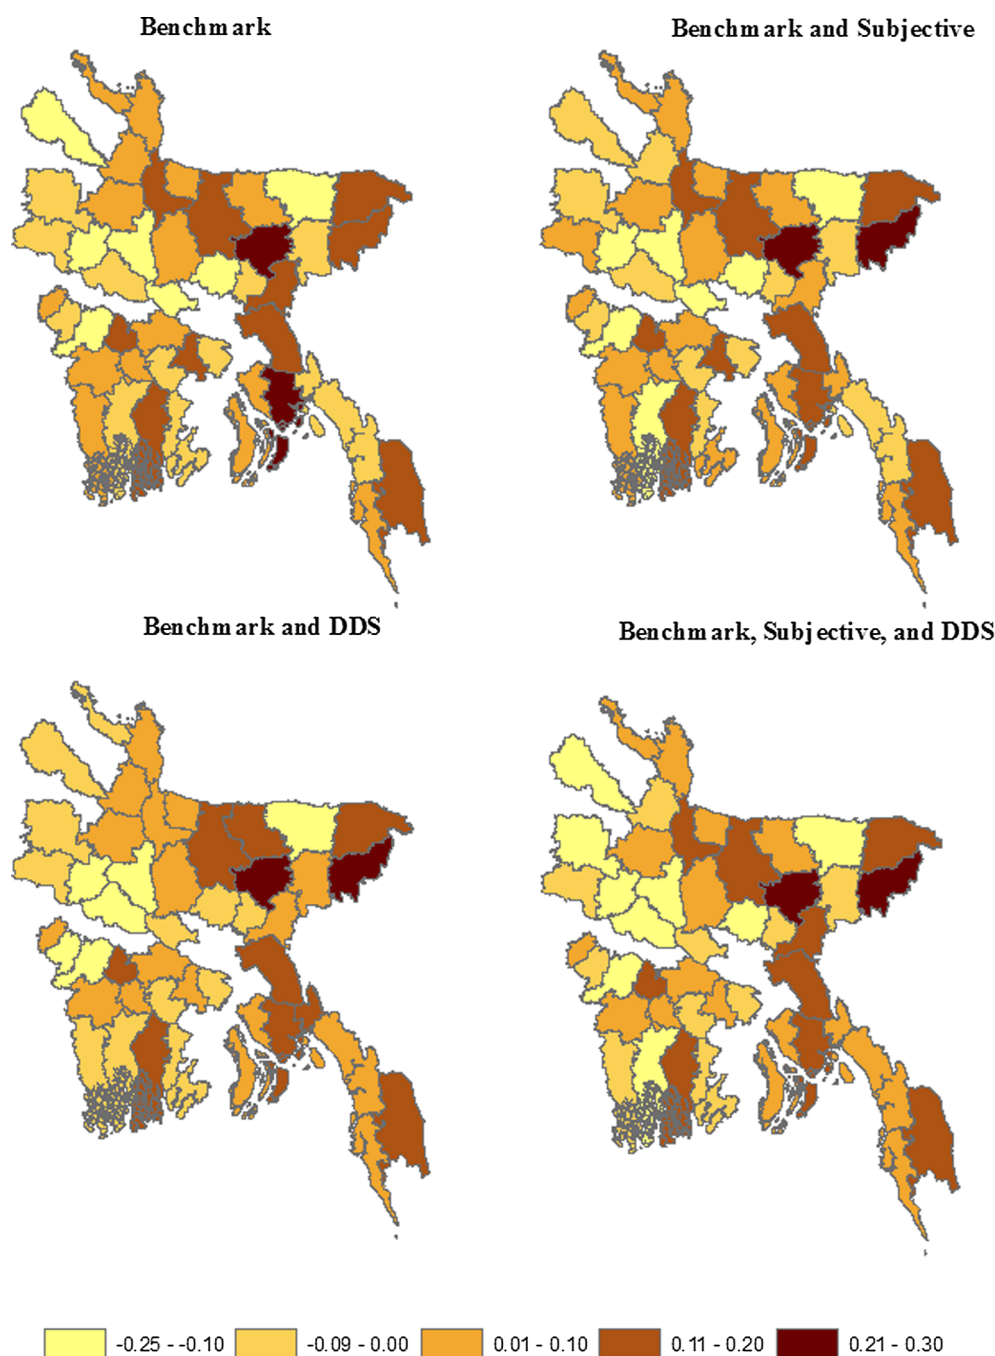 Benchmark
Benchmark and Subjective
Benchmark and DDS
Benchmark, Subjective, and DDS
-0.25 - -0.10
-0.09 - 0.00
0.01 - 0.10
0.11 - 0.20
0.21 - 0.30